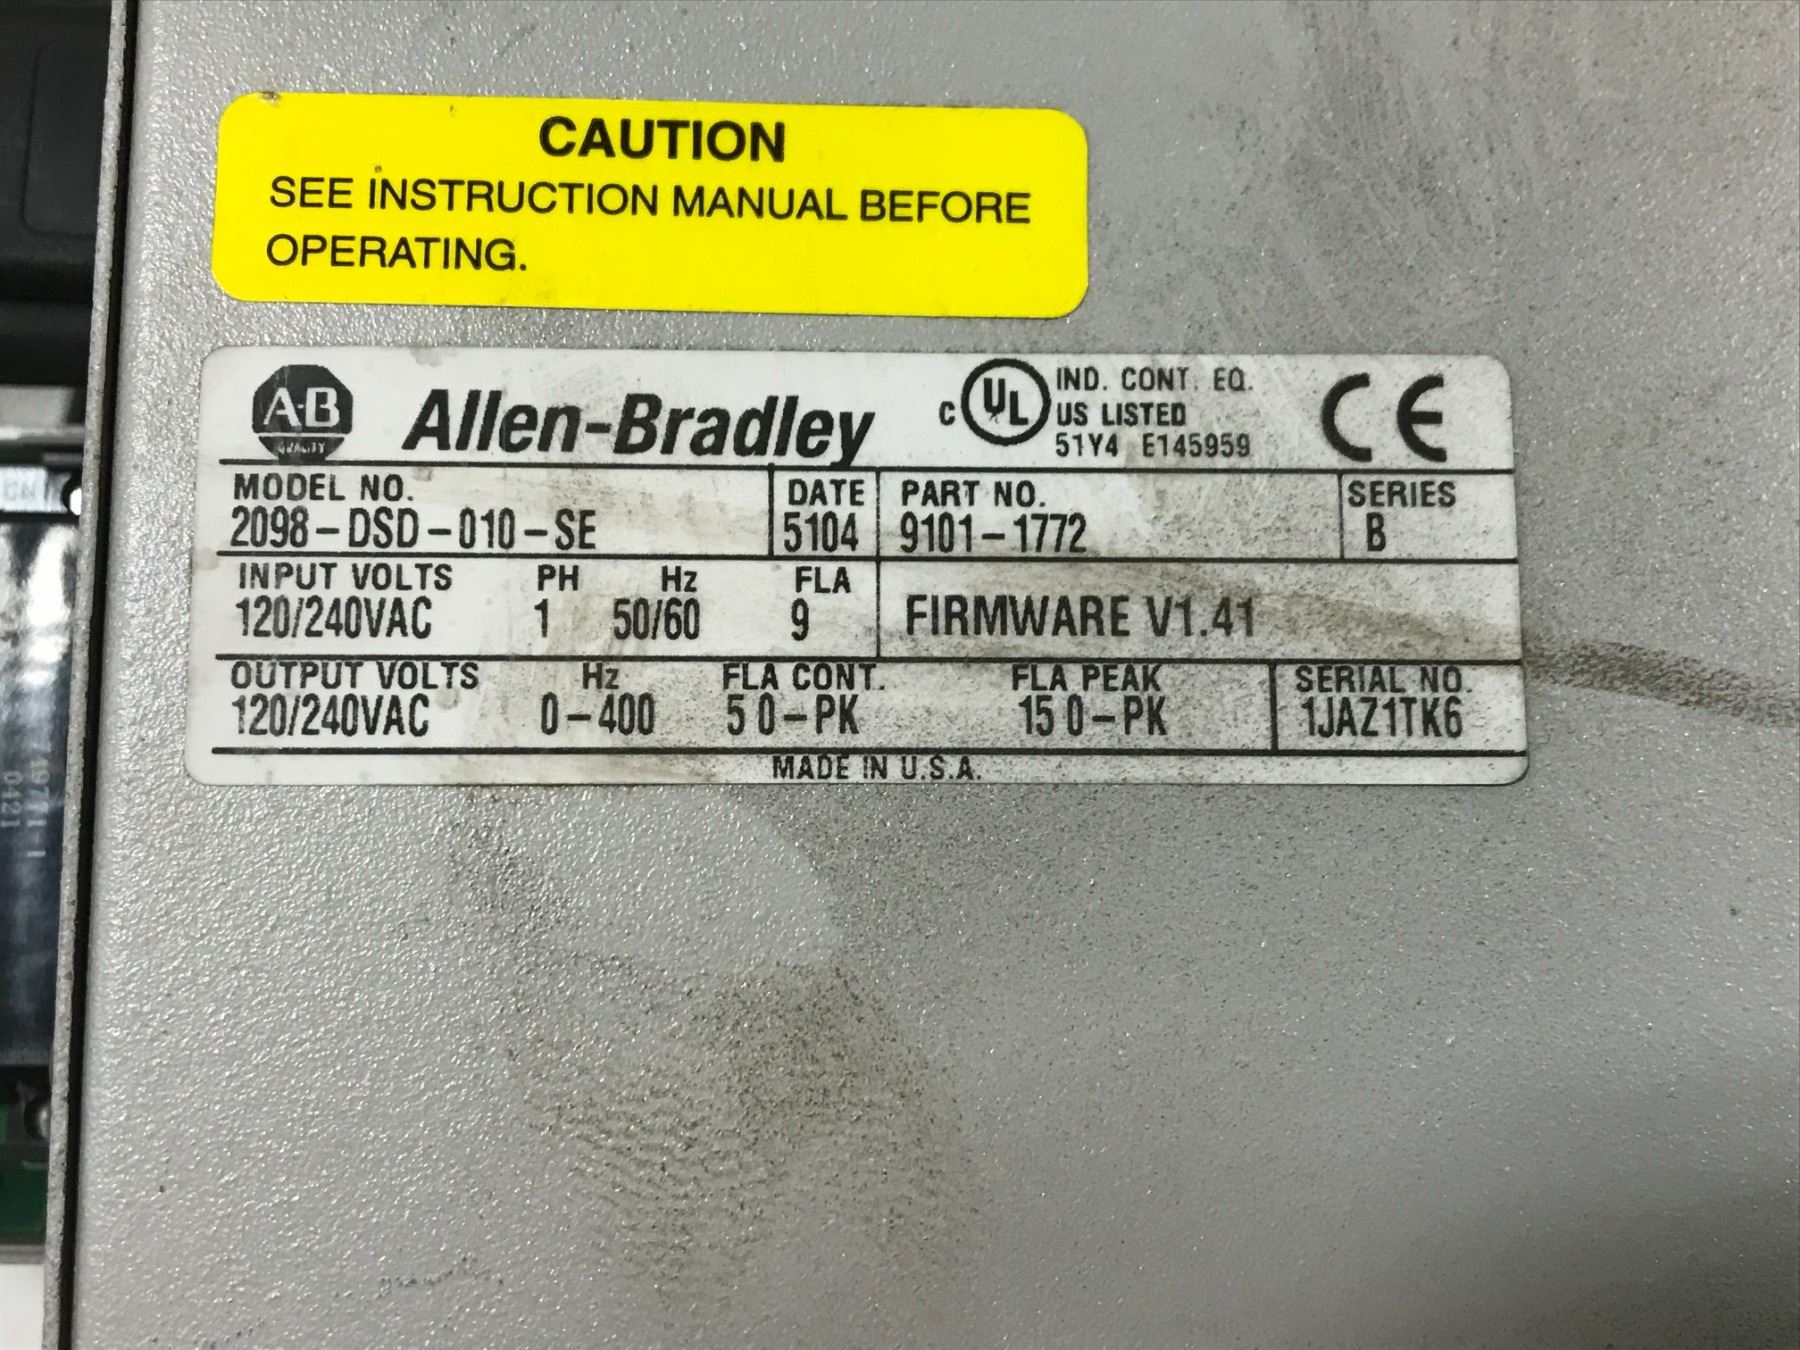 CAUTION
SEE INSTRUCTION MANUAL BEFORE
OPERATING.
A-B
QUALITY
Allen-Bradley
C UL
IND. CONT. EQ.
US LISTED
51Y4 E145959
CE
MODEL NO. DATE PART NO. SERIES
2098-DSD-010-SE 5104 9101-1772 B
INPUT VOLTS PH Hz FLA
120/240VAC 1 50/60 9 FIRMWARE V1.41
OUTPUT VOLTS Hz FLA CONT. FLA PEAK SERIAL NO.
120/240VAC 0-400 5 0-PK 15 0-PK 1JAZ1TK6
MADE IN U.S.A.
0421